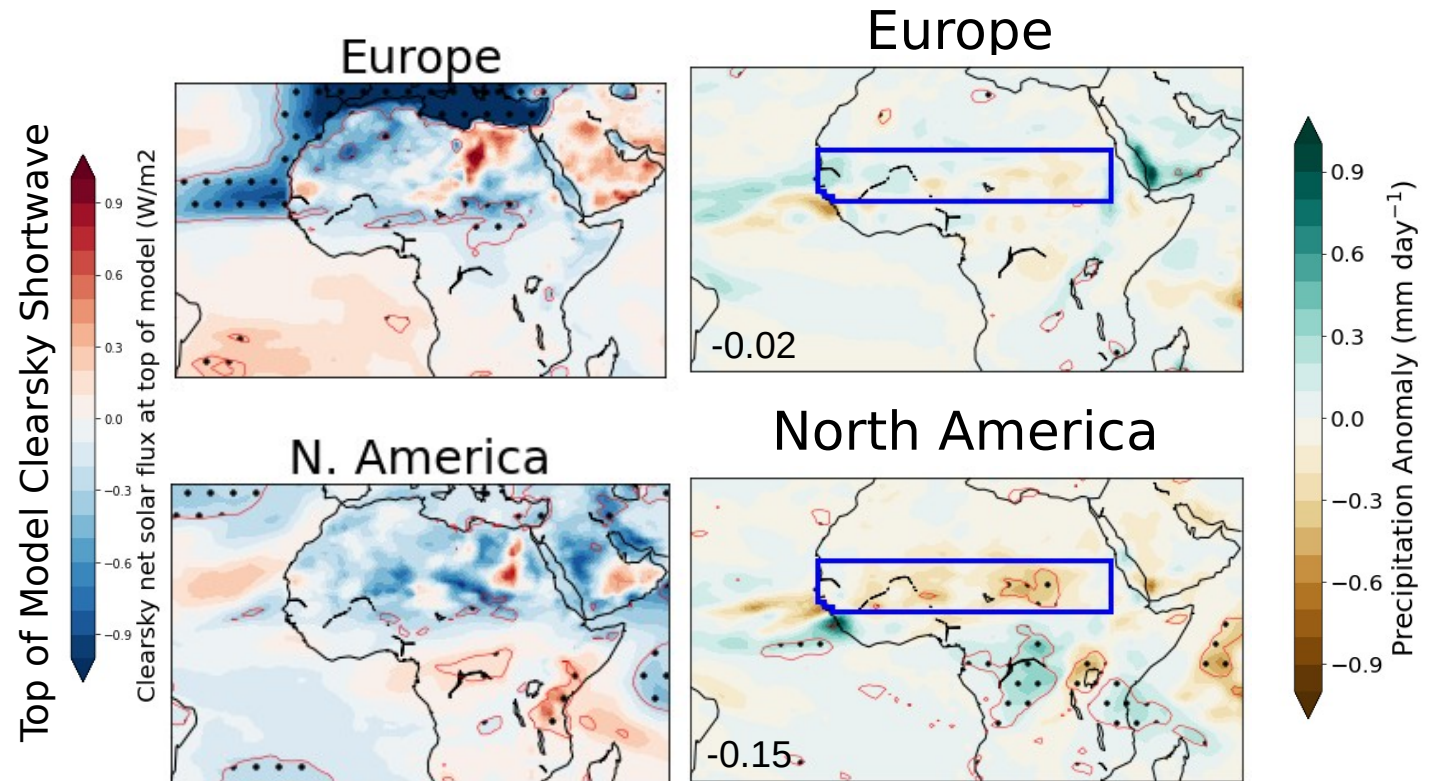 Europe
Europe
N. America
North America
Top of Model Clearsky Shortwave
0.9
0.6
0.3
0.0
−0.3
−0.6
−0.9
Clearsky net solar flux at top of model (W/m2
-0.02
-0.15
0.9
0.6
0.3
0.0
−0.3
−0.6
−0.9
Precipitation Anomaly (mm day−1)